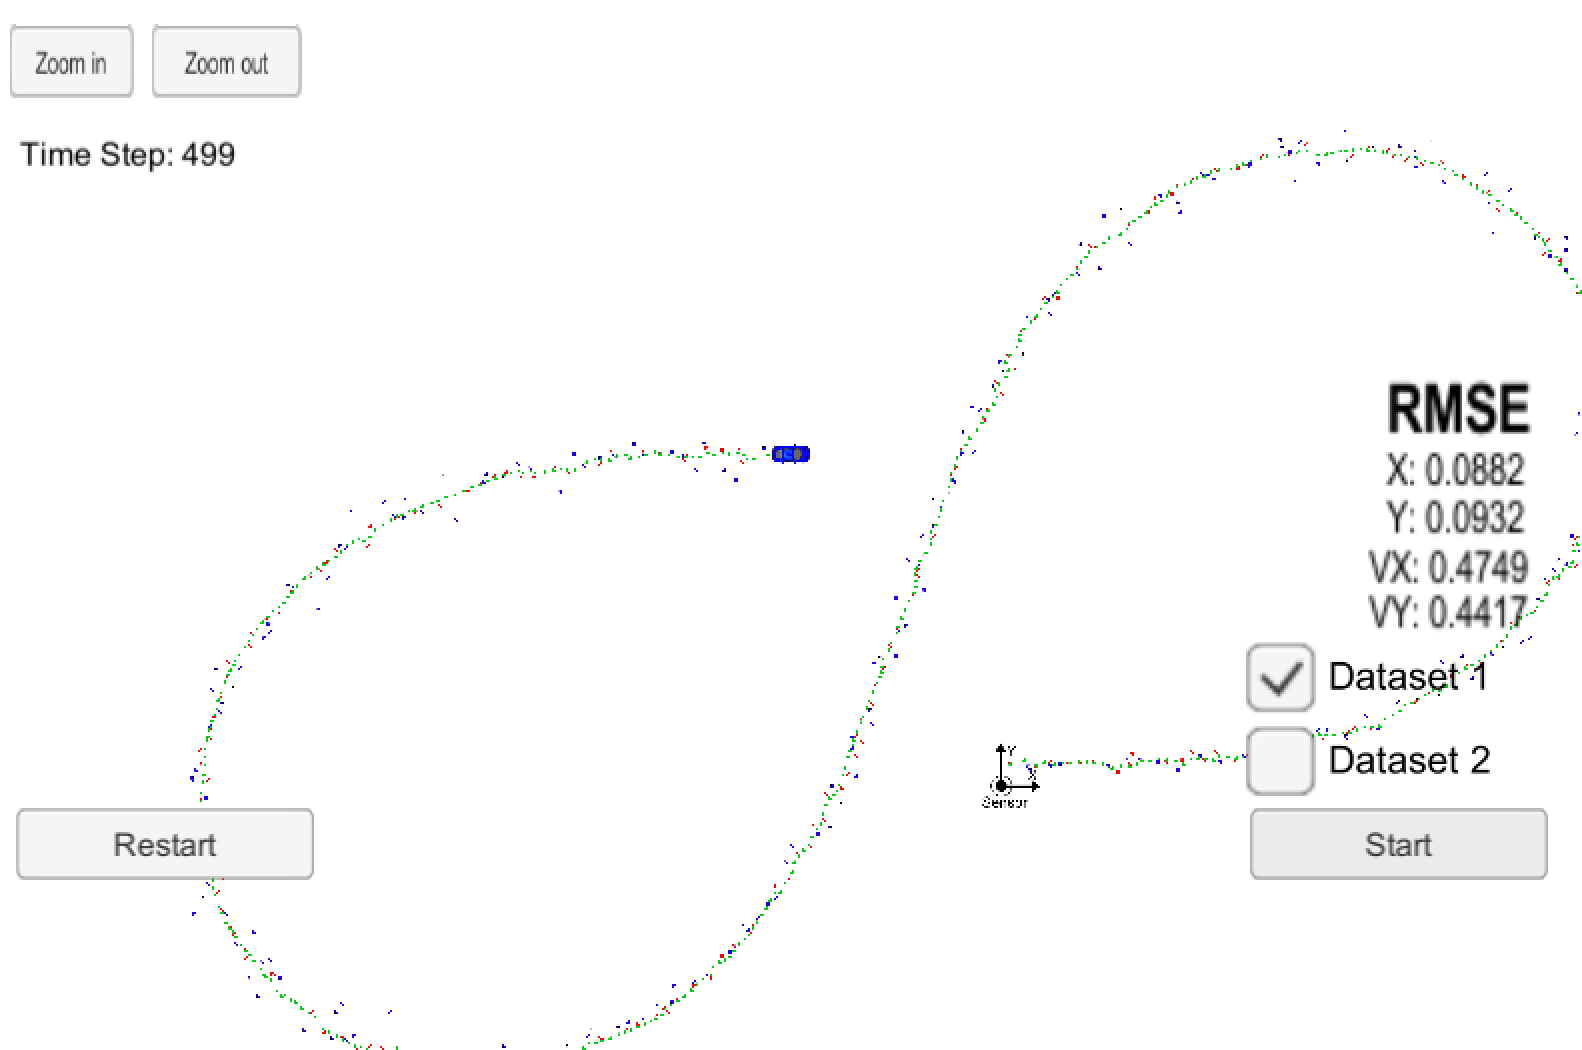 Zoom in
Zoom out
Time Step: 499
RMSE
X: 0.0882
Y: 0.0932
VX: 0.4749
VY: 0.4417
Dataset 1
Dataset 2
Y
X
Sensor
Restart
Start